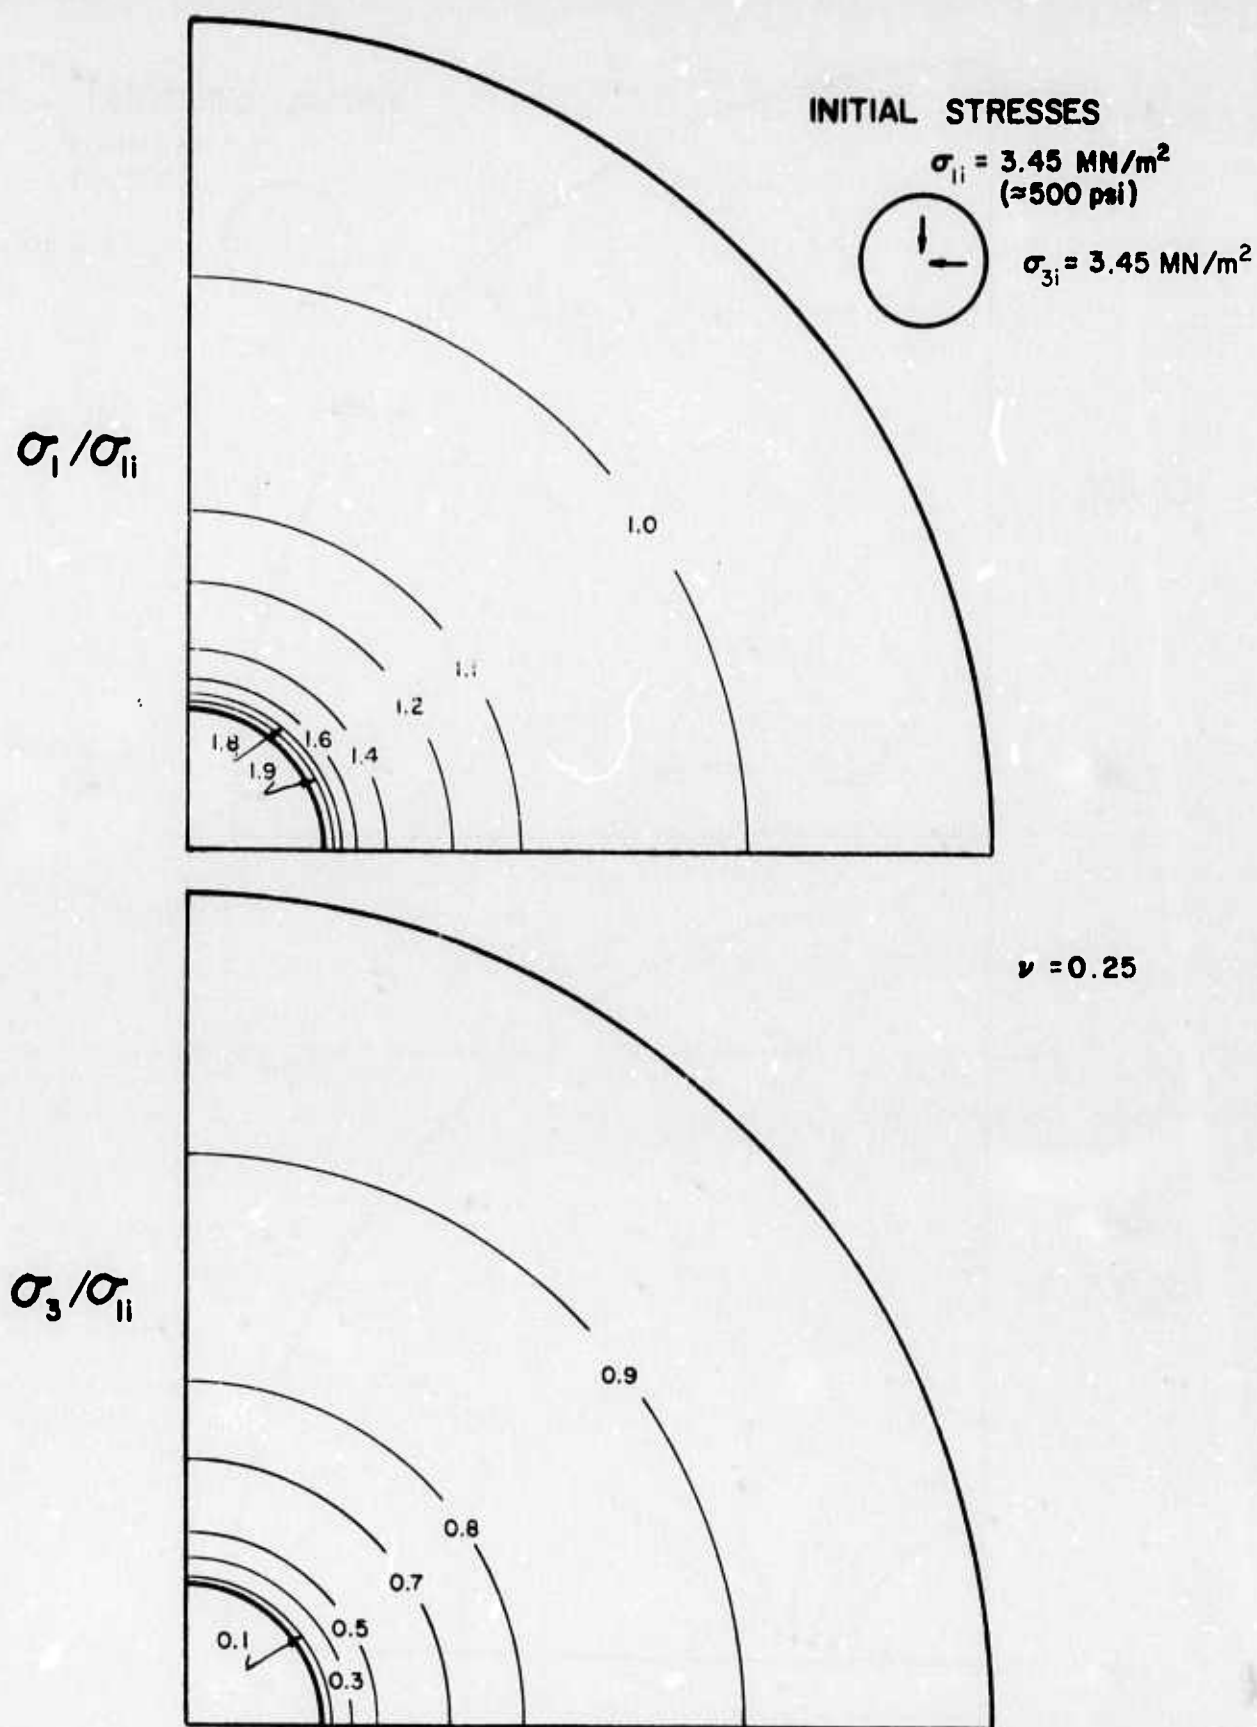 INITIAL STRESSES
σ1i = 3.45 MN/m²
(≈500 psi)
σ3i = 3.45 MN/m²
σ1/σ1i
1.0
1.1
1.2
1.8
1.6
1.4
1.9
ν = 0.25
σ3/σ1i
0.9
0.8
0.7
0.5
0.1
0.3